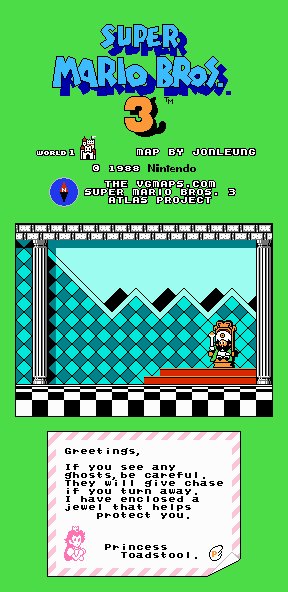 SUPER
MARIO BROS.
3 TM
WORLD 1
MAP BY JONLEUNG
© 1988 Nintendo
N
THE VGMAPS.COM
SUPER MARIO BROS. 3
ATLAS PROJECT
Greetings,
If you see any
ghosts,be careful.
They will give chase
if you turn away.
I have enclosed a
jewel that helps
protect you.
Princess
Toadstool.
P